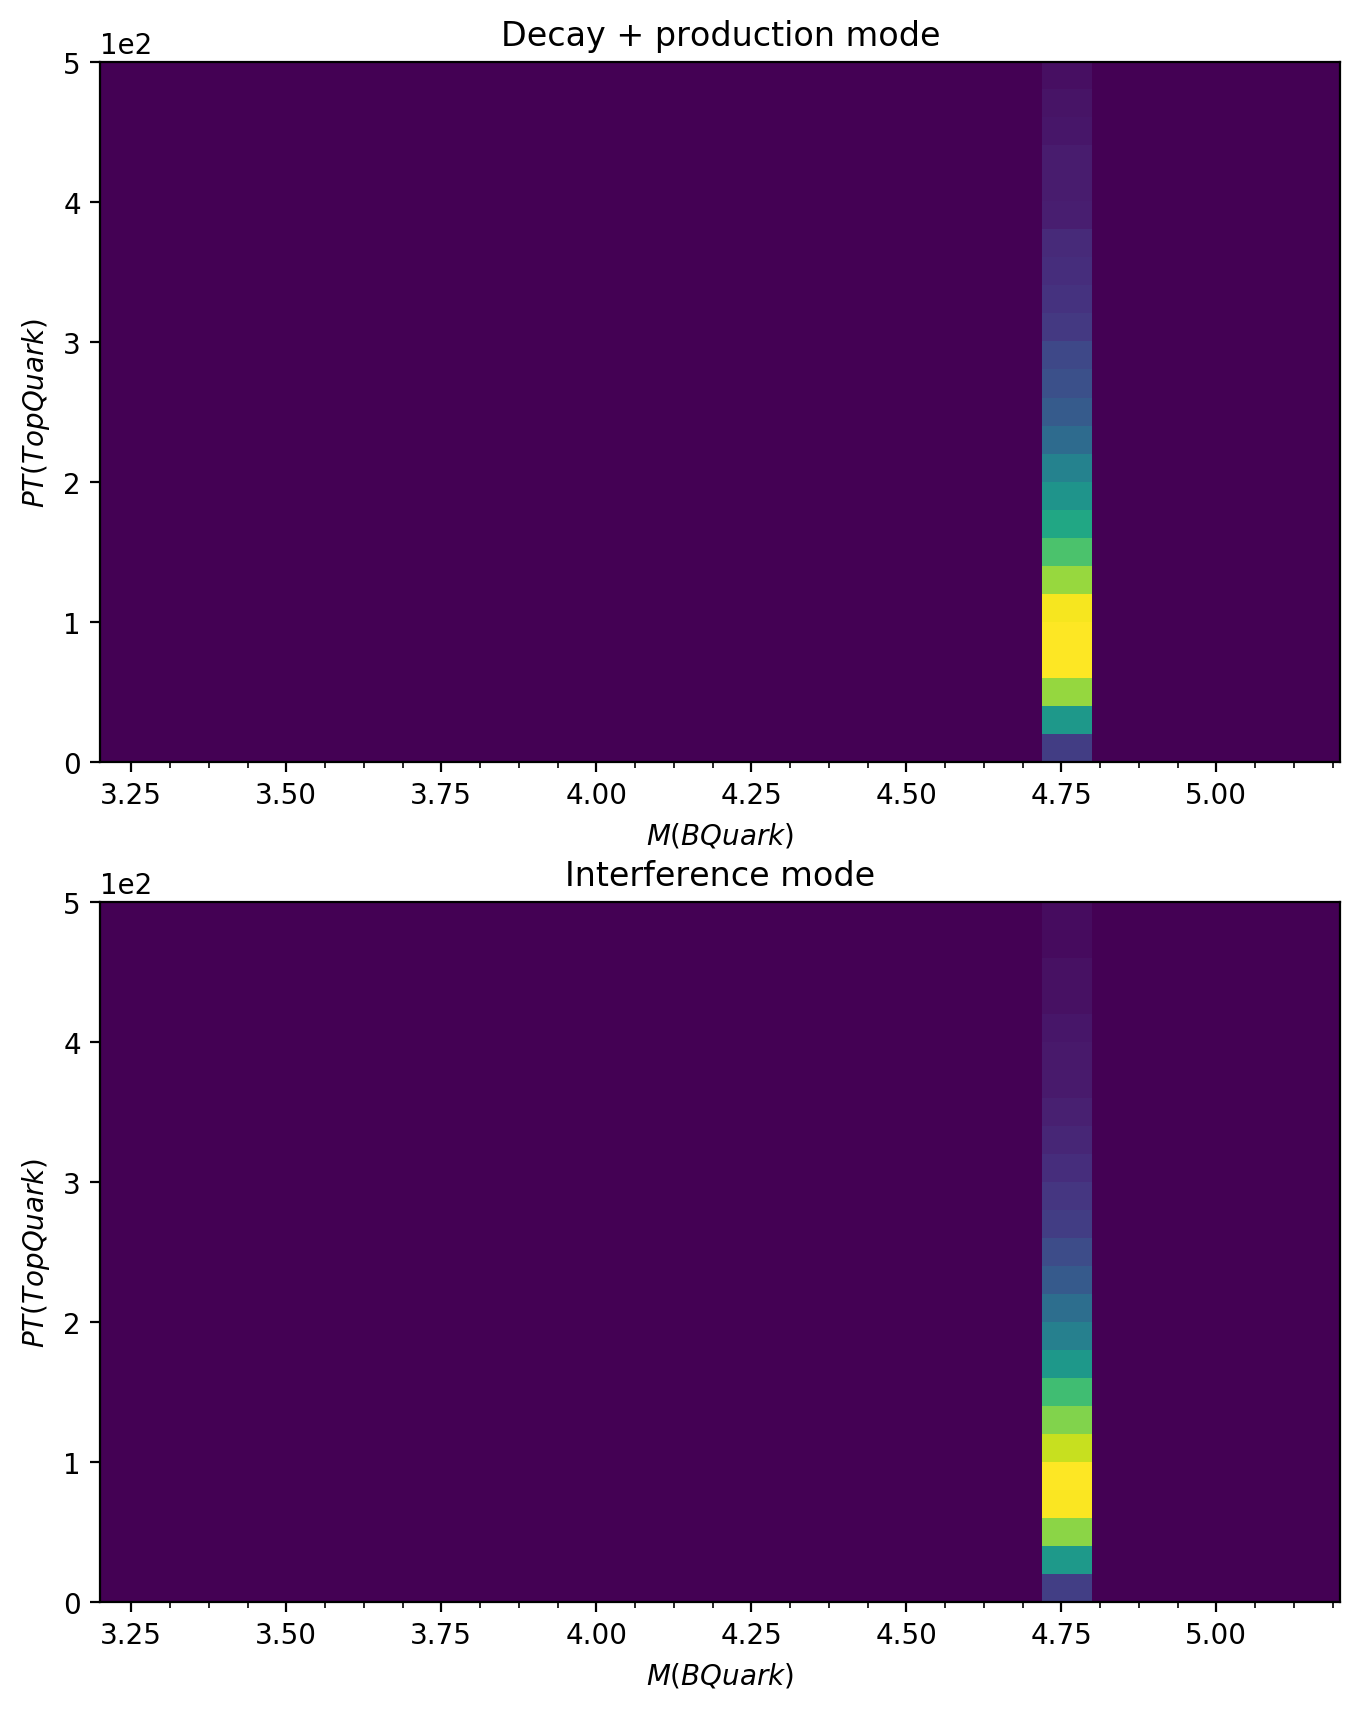 Decay + production mode
1e2
5
4
3
2
1
0
PT(TopQuark)
3.25 3.50 3.75 4.00 4.25 4.50 4.75 5.00
M(BQuark)
Interference mode
1e2
5
4
3
2
1
0
PT(TopQuark)
3.25 3.50 3.75 4.00 4.25 4.50 4.75 5.00
M(BQuark)